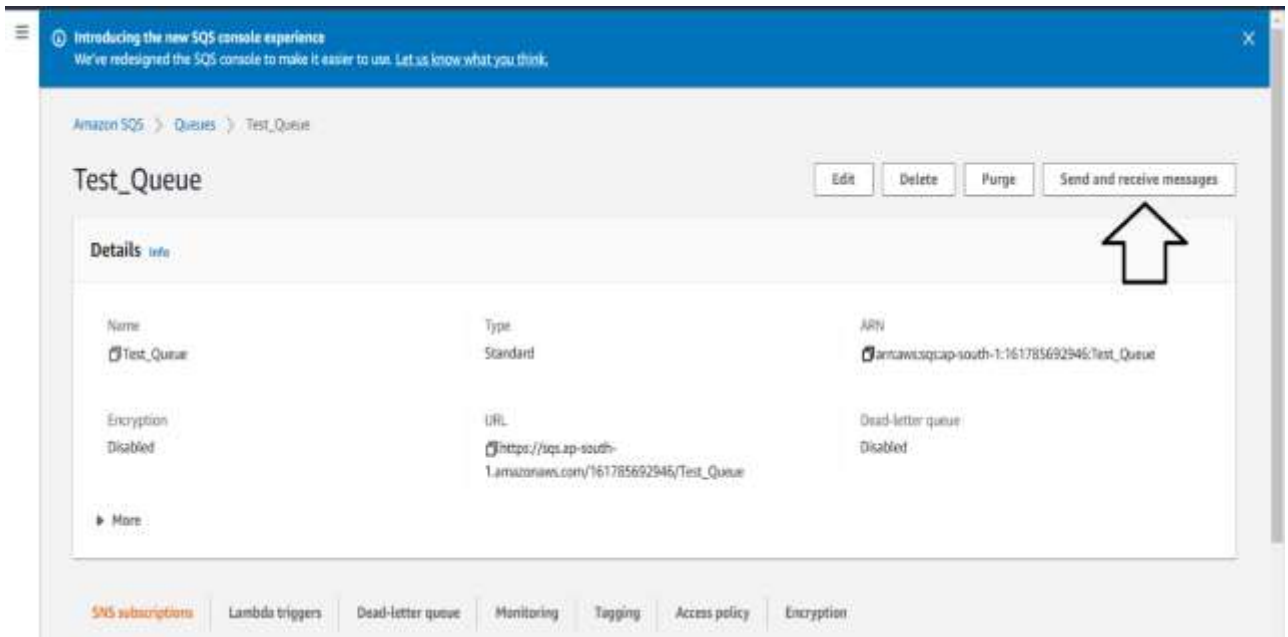 Introducing the new SQS console experience
We've redesigned the SQS console to make it easier to use. Let us know what you think.
Amazon SQS > Queues > Test_Queue
Test_Queue
Edit Delete Purge Send and receive messages
Details Info
Name Type ARN
Test_Queue Standard arn:aws:sqs:ap-south-1:161785692946:Test_Queue
Encryption URL Dead-letter queue
Disabled https://sqs.ap-south- Disabled
1.amazonaws.com/161785692946/Test_Queue
More
SNS subscriptions Lambda triggers Dead-letter queue Monitoring Tagging Access policy Encryption